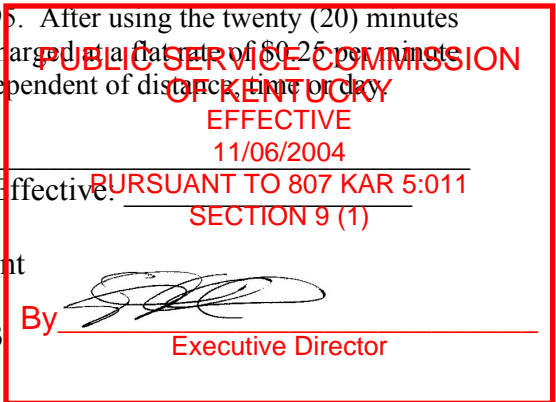 5. After using the twenty (20) minutes
arged at a flat rate of $0.25 per minute
ependent of distance, time or day.
PUBLIC SERVICE COMMISSION
OF KENTUCKY
EFFECTIVE
11/06/2004
Effective:
PURSUANT TO 807 KAR 5:011
SECTION 9 (1)
nt
By
Executive Director